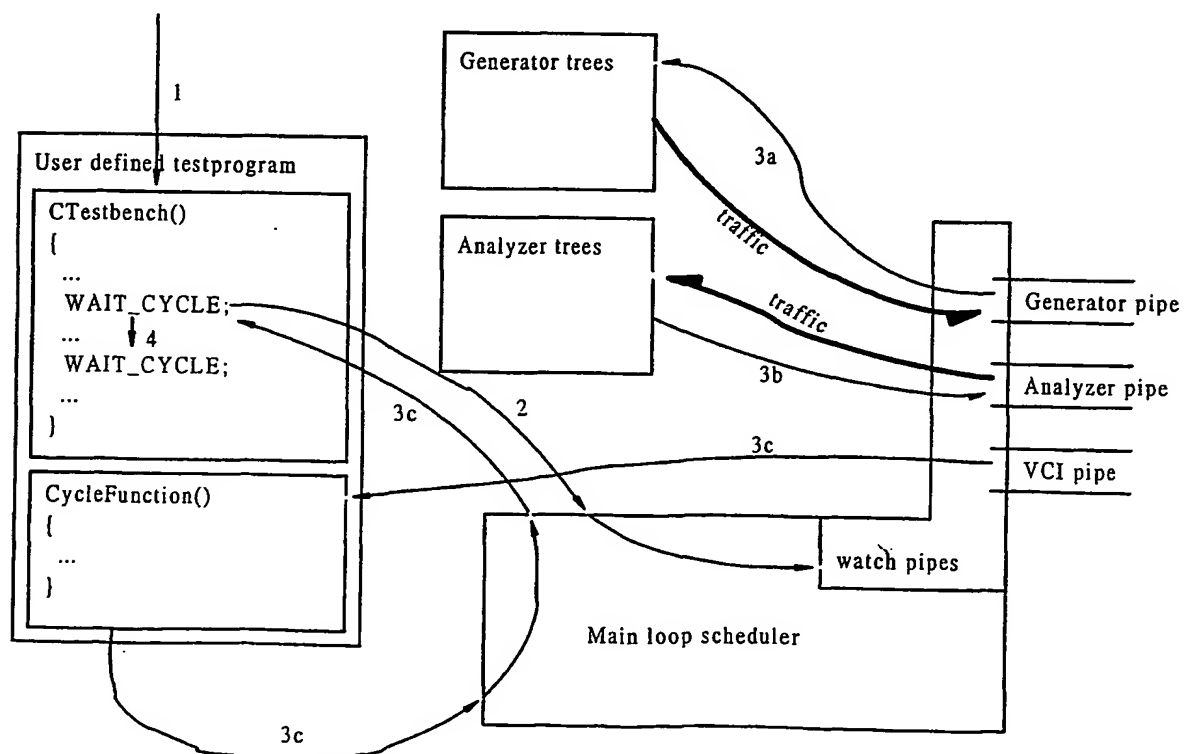 1
User defined testprogram
CTestbench()
{
...
WAIT_CYCLE;
...
4
WAIT_CYCLE;
...
}
CycleFunction()
{
...
}
Generator trees
Analyzer trees
3a
traffic
traffic
3b
2
3c
3c
Generator pipe
Analyzer pipe
VCI pipe
watch pipes
Main loop scheduler
3c